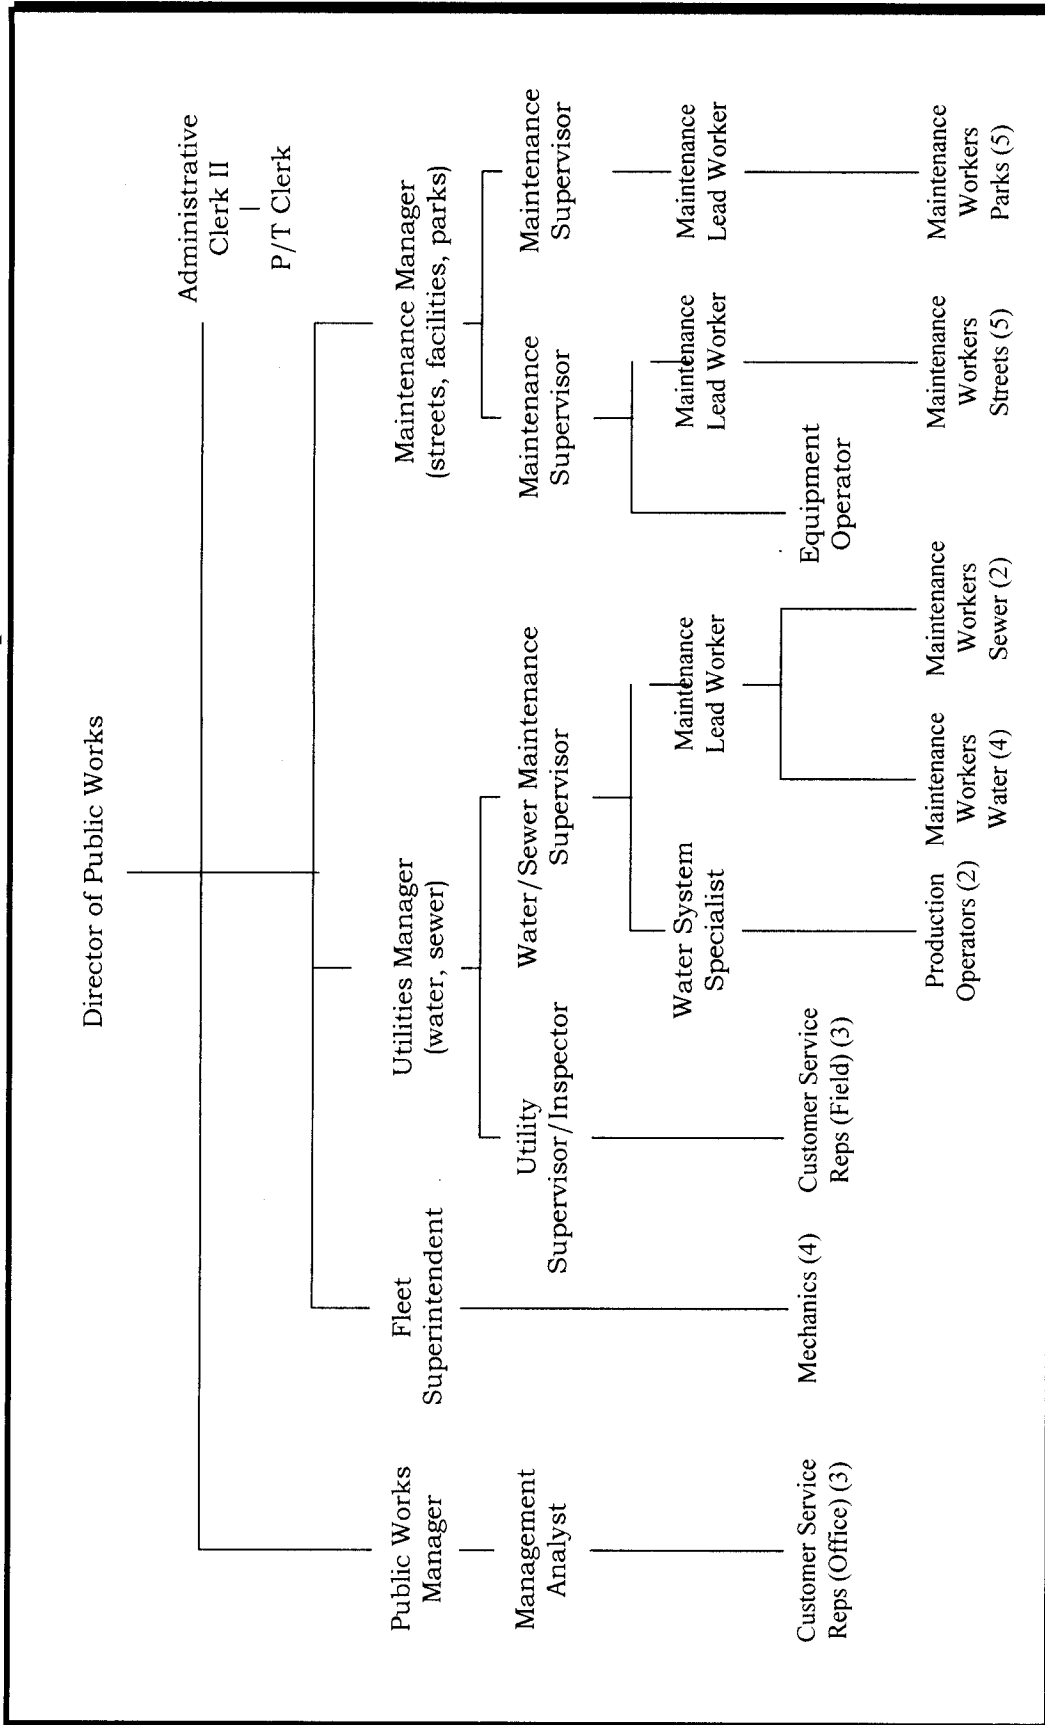 Director of Public Works
Administrative
Clerk II
P/T Clerk
Public Works
Manager
Fleet
Superintendent
Utilities Manager
(water, sewer)
Maintenance Manager
(streets, facilities, parks)
Management
Analyst
Utility
Supervisor/Inspector
Water/Sewer Maintenance
Supervisor
Maintenance
Supervisor
Maintenance
Supervisor
Water System
Specialist
Maintenance
Lead Worker
Maintenance
Lead Worker
Maintenance
Lead Worker
Customer Service
Reps (Office) (3)
Mechanics (4)
Customer Service
Reps (Field) (3)
Equipment
Operator
Production
Operators (2)
Maintenance
Workers
Water (4)
Maintenance
Workers
Sewer (2)
Maintenance
Workers
Streets (5)
Maintenance
Workers
Parks (5)